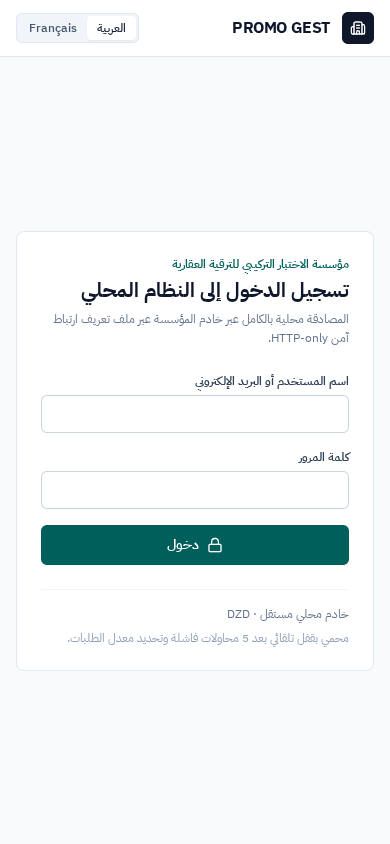 PROMO GEST
العربية
Français
مؤسسة الاختبار التركيبي للترقية العقارية
تسجيل الدخول إلى النظام المحلي
المصادقة محلية بالكامل عبر خادم المؤسسة عبر ملف تعريف ارتباط
آمن HTTP-only.
اسم المستخدم أو البريد الإلكتروني
كلمة المرور
دخول
خادم محلي مستقل · DZD
محمي بقفل تلقائي بعد 5 محاولات فاشلة وتحديد معدل الطلبات.